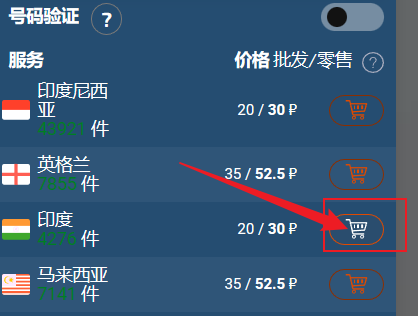 号码验证 ?
服务 价格 批发/零售 ?
印度尼西
亚 20 / 30 ₽
43921 件
英格兰 35 / 52.5 ₽
件
印度 20 / 30 ₽
4276 件
马来西亚 35 / 52.5 ₽
1141 件